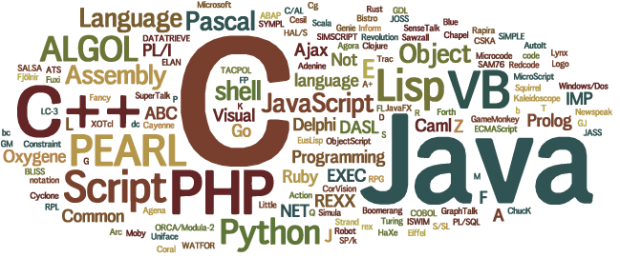 Microsoft
Language Pascal ABAP C/AL Cg Rust GDL
DATATRIEVE SYMPL Cesil Scala Bistro JOSS SenseTalk Blue Rapira
ALGOL PL/I HAL/S Genie Inform Revolution Sawzall Chapel CSKA SIMPLE
SIMSCRIPT Ajax Agora Clojure Object Microcode AutoIt Lynx
ELAN Not E SAM76 Redcode code Logo
SALSA ATS Assembly TACPOL FP Adenine
Fjölnir Fuxi shell language A+ Lisp VB MicroScript Windows/Dos
C++ Fancy SuperTalk P C K JavaScript JavaFX Squirrel IMP
LC-3 ABC Visual FL R Forth Kaleidoscope
L XOTcl dc Cayenne Go Delphi DASL D S Caml Z GameMonkey b T Newspeak
bc ECMAScript Prolog GJ
GM Constraint PEARL EusLisp ObjectScript JASS
Oxygene G Programming Action Java
BLISS Script PHP Ruby EXEC RPG
notation CorVision M
Cyclone REXX F
RPL Common Agena Little NET Q Simula Boomerang COBOL GraphTalk A ChucK
ORCA/Modula-2 Python Turing ISWIM PL/SQL
Arc Moby Uniface J Strand rex HaXe Eiffel S/SL
Coral WATFOR Robot
SP/k